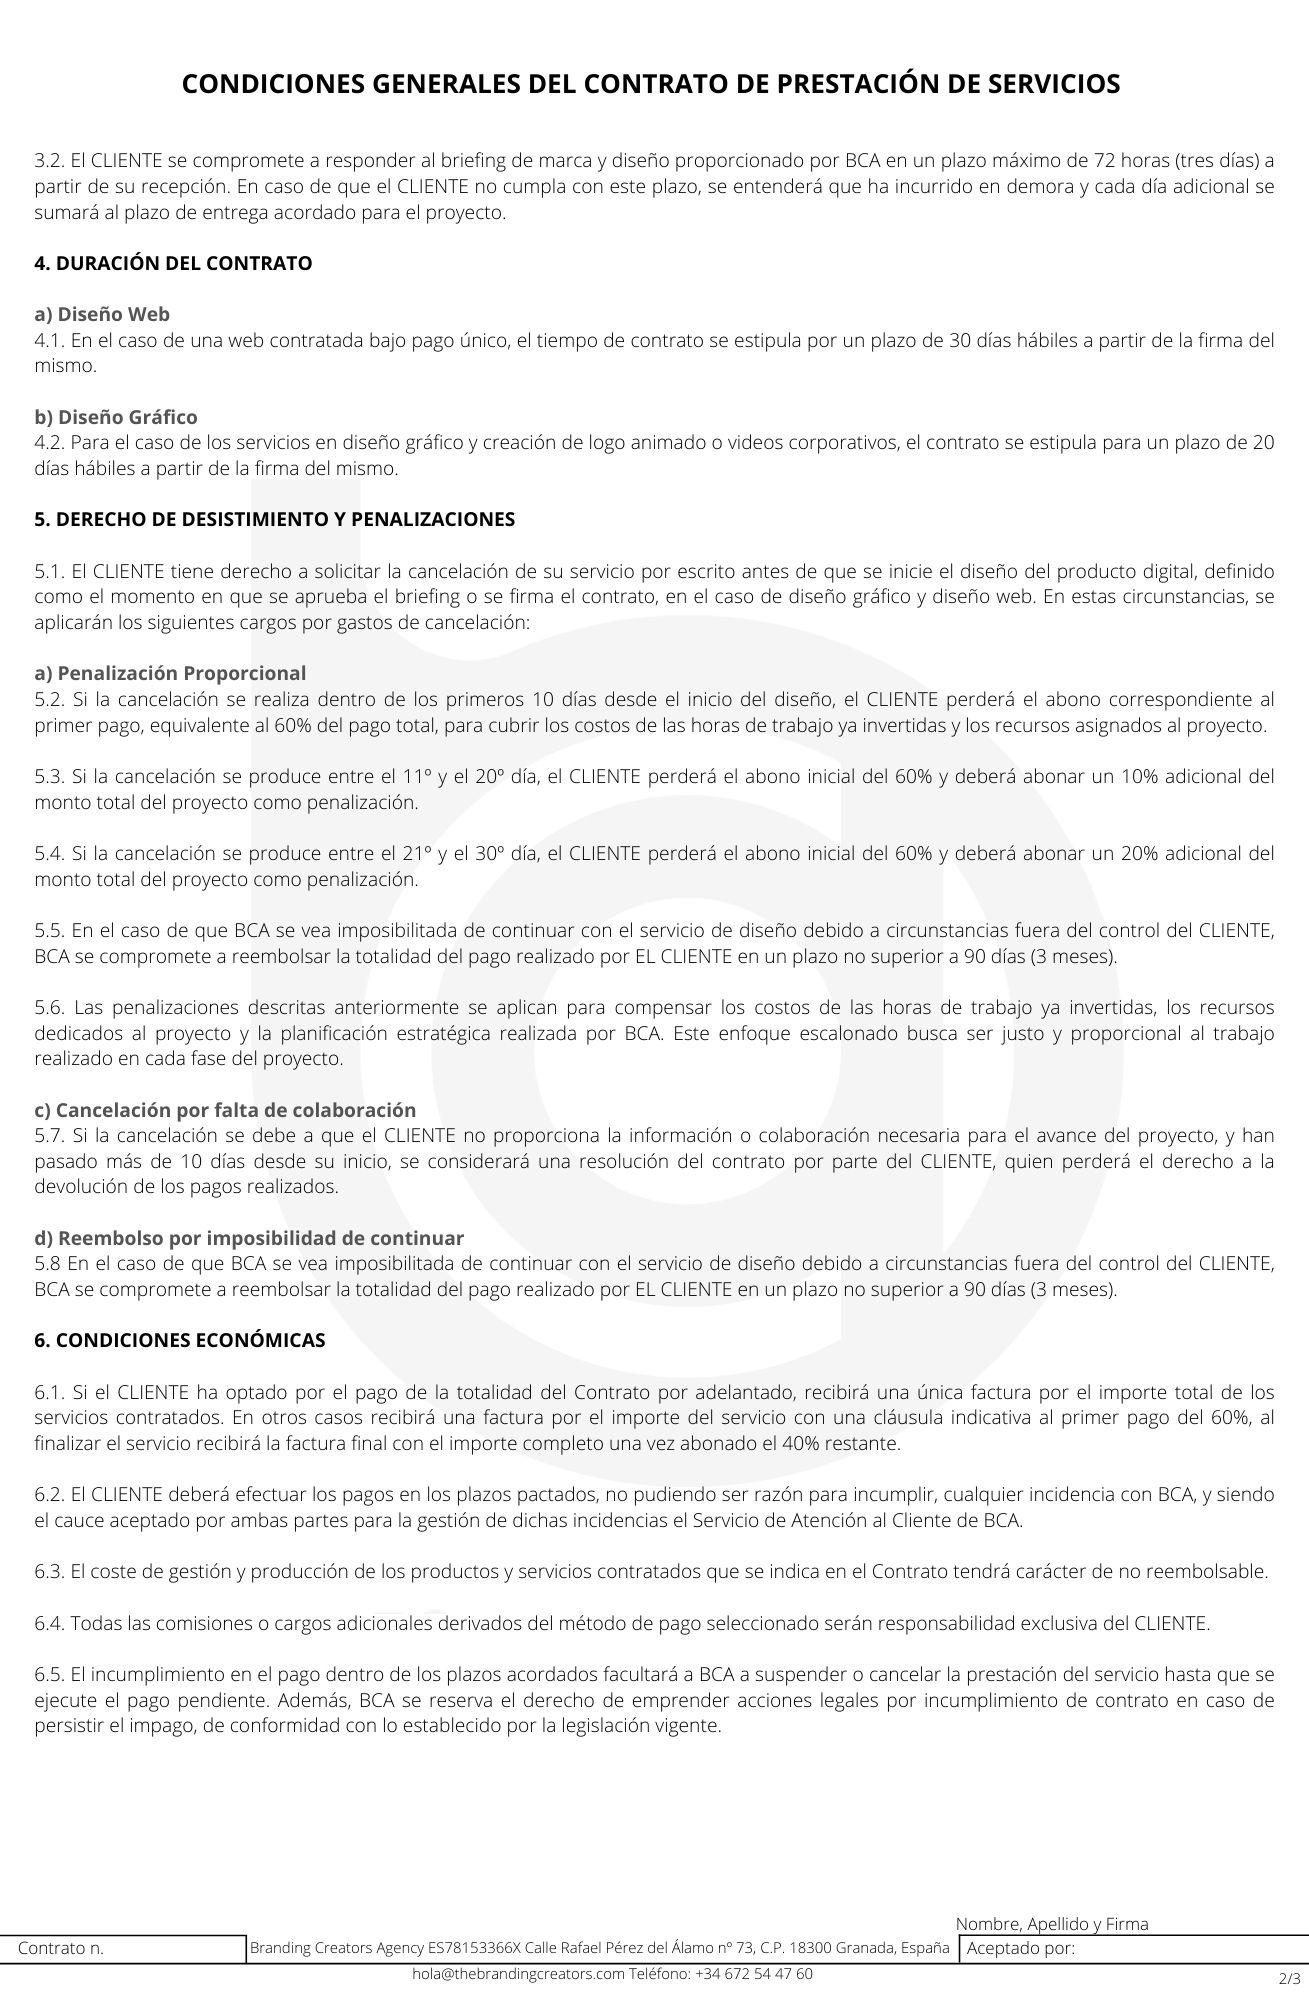 CONDICIONES GENERALES DEL CONTRATO DE PRESTACIÓN DE SERVICIOS
3.2. El CLIENTE se compromete a responder al briefing de marca y diseño proporcionado por BCA en un plazo máximo de 72 horas (tres días) a
partir de su recepción. En caso de que el CLIENTE no cumpla con este plazo, se entenderá que ha incurrido en demora y cada día adicional se
sumará al plazo de entrega acordado para el proyecto.
4. DURACIÓN DEL CONTRATO
a) Diseño Web
4.1. En el caso de una web contratada bajo pago único, el tiempo de contrato se estipula por un plazo de 30 días hábiles a partir de la firma del
mismo.
b) Diseño Gráfico
4.2. Para el caso de los servicios en diseño gráfico y creación de logo animado o videos corporativos, el contrato se estipula para un plazo de 20
días hábiles a partir de la firma del mismo.
5. DERECHO DE DESISTIMIENTO Y PENALIZACIONES
5.1. El CLIENTE tiene derecho a solicitar la cancelación de su servicio por escrito antes de que se inicie el diseño del producto digital, definido
como el momento en que se aprueba el briefing o se firma el contrato, en el caso de diseño gráfico y diseño web. En estas circunstancias, se
aplicarán los siguientes cargos por gastos de cancelación:
a) Penalización Proporcional
5.2. Si la cancelación se realiza dentro de los primeros 10 días desde el inicio del diseño, el CLIENTE perderá el abono correspondiente al
primer pago, equivalente al 60% del pago total, para cubrir los costos de las horas de trabajo ya invertidas y los recursos asignados al proyecto.
5.3. Si la cancelación se produce entre el 11º y el 20º día, el CLIENTE perderá el abono inicial del 60% y deberá abonar un 10% adicional del
monto total del proyecto como penalización.
5.4. Si la cancelación se produce entre el 21º y el 30º día, el CLIENTE perderá el abono inicial del 60% y deberá abonar un 20% adicional del
monto total del proyecto como penalización.
5.5. En el caso de que BCA se vea imposibilitada de continuar con el servicio de diseño debido a circunstancias fuera del control del CLIENTE,
BCA se compromete a reembolsar la totalidad del pago realizado por EL CLIENTE en un plazo no superior a 90 días (3 meses).
5.6. Las penalizaciones descritas anteriormente se aplican para compensar los costos de las horas de trabajo ya invertidas, los recursos
dedicados al proyecto y la planificación estratégica realizada por BCA. Este enfoque escalonado busca ser justo y proporcional al trabajo
realizado en cada fase del proyecto.
c) Cancelación por falta de colaboración
5.7. Si la cancelación se debe a que el CLIENTE no proporciona la información o colaboración necesaria para el avance del proyecto, y han
pasado más de 10 días desde su inicio, se considerará una resolución del contrato por parte del CLIENTE, quien perderá el derecho a la
devolución de los pagos realizados.
d) Reembolso por imposibilidad de continuar
5.8 En el caso de que BCA se vea imposibilitada de continuar con el servicio de diseño debido a circunstancias fuera del control del CLIENTE,
BCA se compromete a reembolsar la totalidad del pago realizado por EL CLIENTE en un plazo no superior a 90 días (3 meses).
6. CONDICIONES ECONÓMICAS
6.1. Si el CLIENTE ha optado por el pago de la totalidad del Contrato por adelantado, recibirá una única factura por el importe total de los
servicios contratados. En otros casos recibirá una factura por el importe del servicio con una cláusula indicativa al primer pago del 60%, al
finalizar el servicio recibirá la factura final con el importe completo una vez abonado el 40% restante.
6.2. El CLIENTE deberá efectuar los pagos en los plazos pactados, no pudiendo ser razón para incumplir, cualquier incidencia con BCA, y siendo
el cauce aceptado por ambas partes para la gestión de dichas incidencias el Servicio de Atención al Cliente de BCA.
6.3. El coste de gestión y producción de los productos y servicios contratados que se indica en el Contrato tendrá carácter de no reembolsable.
6.4. Todas las comisiones o cargos adicionales derivados del método de pago seleccionado serán responsabilidad exclusiva del CLIENTE.
6.5. El incumplimiento en el pago dentro de los plazos acordados facultará a BCA a suspender o cancelar la prestación del servicio hasta que se
ejecute el pago pendiente. Además, BCA se reserva el derecho de emprender acciones legales por incumplimiento de contrato en caso de
persistir el impago, de conformidad con lo establecido por la legislación vigente.
Nombre, Apellido y Firma
Contrato n.
Branding Creators Agency ES78153366X Calle Rafael Pérez del Álamo nº 73, C.P. 18300 Granada, España
Aceptado por:
hola@thebrandingcreators.com Teléfono: +34 672 54 47 60
2/3